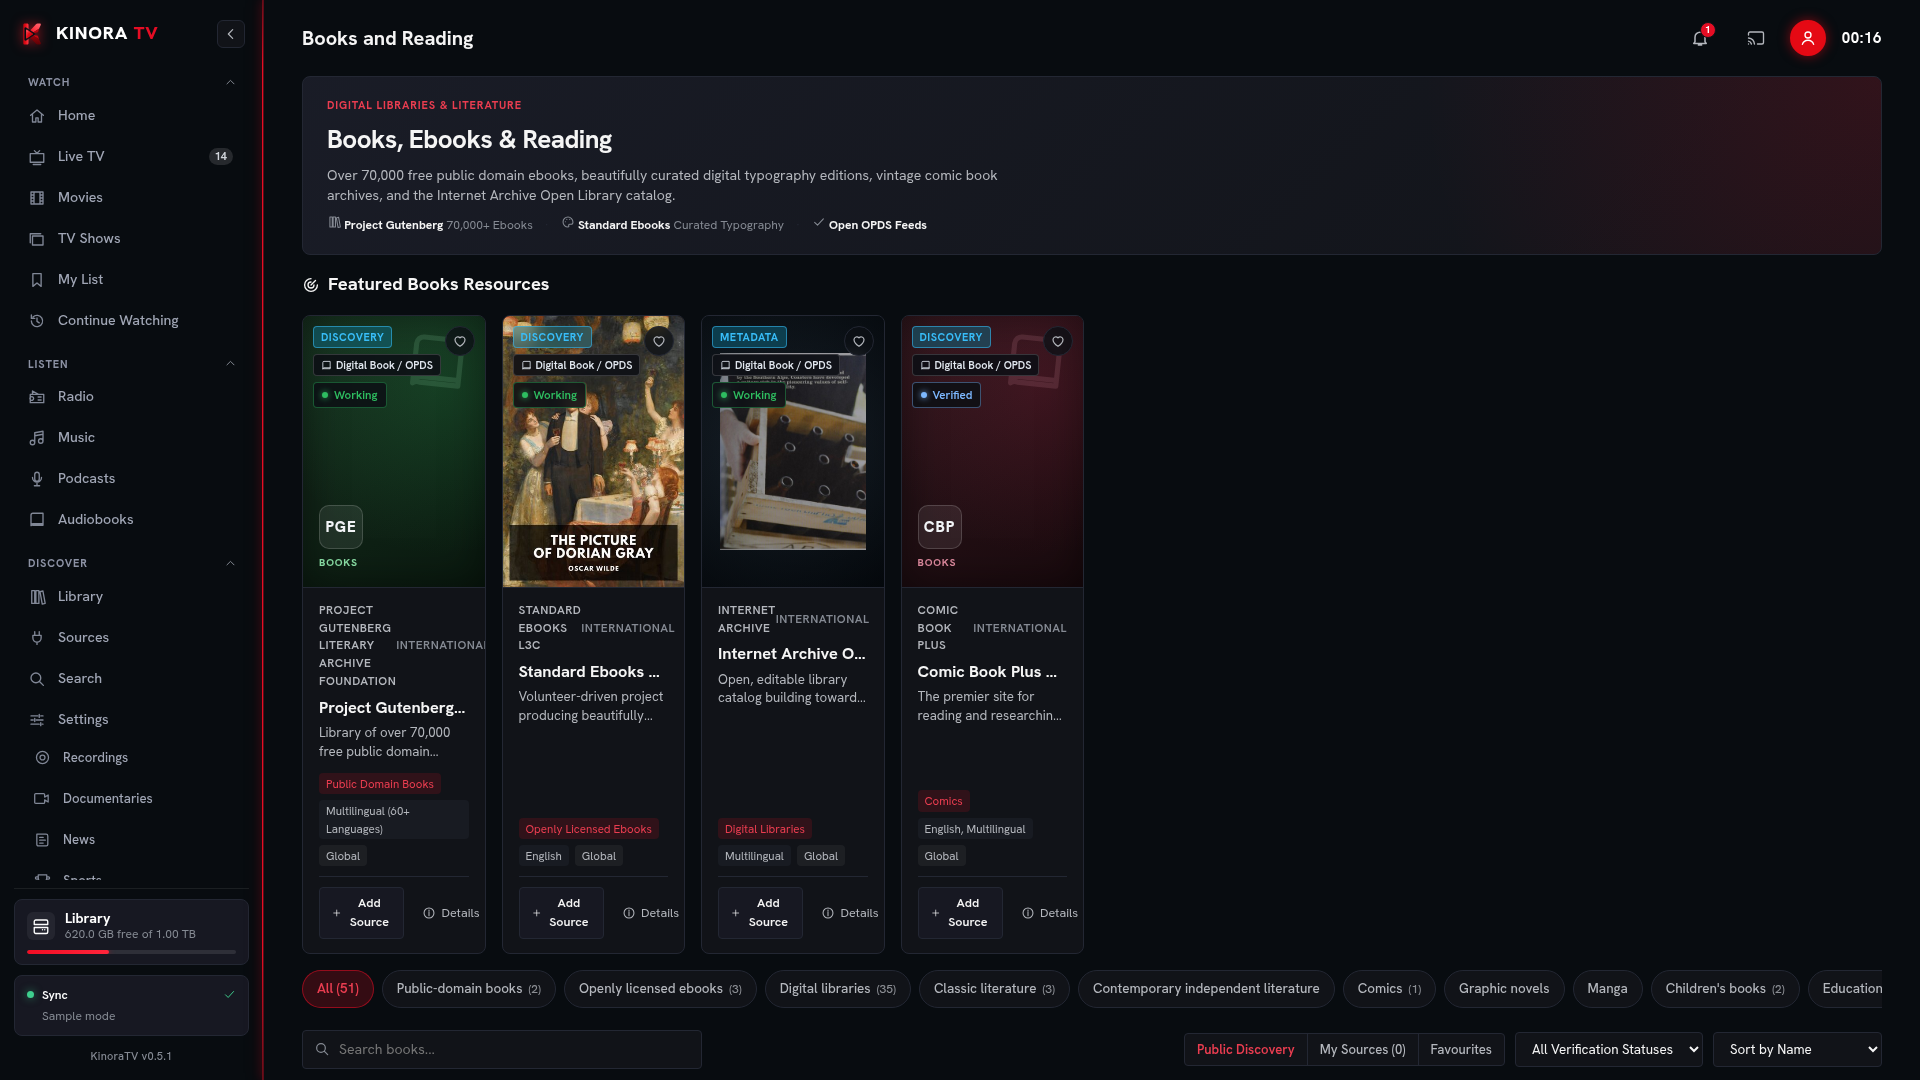 KINORA TV
WATCH
Home
Live TV 14
Movies
TV Shows
My List
Continue Watching
LISTEN
Radio
Music
Podcasts
Audiobooks
DISCOVER
Library
Sources
Search
Settings
Recordings
Documentaries
News
Sports
Library
620.0 GB free of 1.00 TB
Sync
Sample mode
KinoraTV v0.5.1
Books and Reading
1
00:16
DIGITAL LIBRARIES & LITERATURE
Books, Ebooks & Reading
Over 70,000 free public domain ebooks, beautifully curated digital typography editions, vintage comic book
archives, and the Internet Archive Open Library catalog.
Project Gutenberg 70,000+ Ebooks Standard Ebooks Curated Typography Open OPDS Feeds
Featured Books Resources
DISCOVERY
Digital Book / OPDS
Working
PGE
BOOKS
PROJECT
GUTENBERG
LITERARY INTERNATIONAL
ARCHIVE
FOUNDATION
Project Gutenberg...
Library of over 70,000
free public domain...
Public Domain Books
Multilingual (60+
Languages)
Global
Add
Source
Details
DISCOVERY
Digital Book / OPDS
Working
THE PICTURE
OF DORIAN GRAY
OSCAR WILDE
STANDARD
EBOOKS INTERNATIONAL
L3C
Standard Ebooks ...
Volunteer-driven project
producing beautifully...
Openly Licensed Ebooks
English Global
Add
Source
Details
METADATA
Digital Book / OPDS
Working
INTERNET
ARCHIVE INTERNATIONAL
Internet Archive O...
Open, editable library
catalog building toward...
Digital Libraries
Multilingual Global
Add
Source
Details
DISCOVERY
Digital Book / OPDS
Verified
CBP
BOOKS
COMIC
BOOK INTERNATIONAL
PLUS
Comic Book Plus ...
The premier site for
reading and researchin...
Comics
English, Multilingual
Global
Add
Source
Details
All (51) Public-domain books (2) Openly licensed ebooks (3) Digital libraries (35) Classic literature (3) Contemporary independent literature Comics (1) Graphic novels Manga Children's books (2) Education
Search books...
Public Discovery My Sources (0) Favourites All Verification Statuses Sort by Name